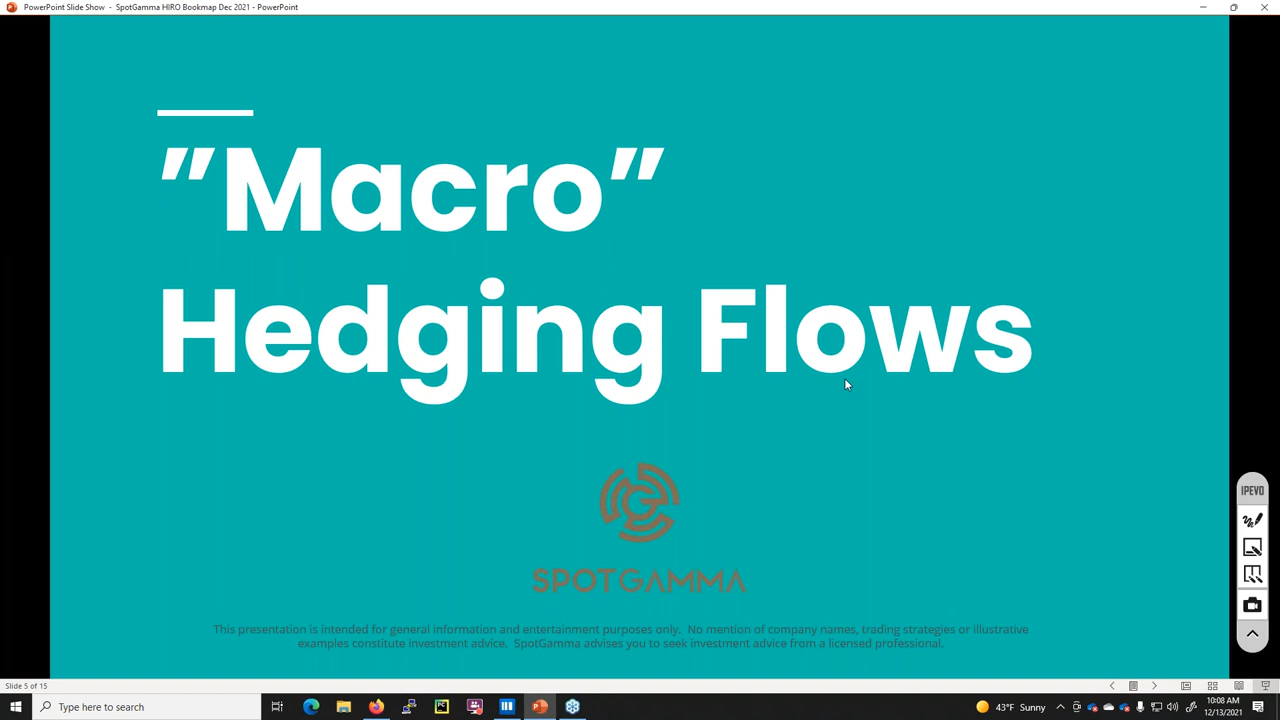 PowerPoint Slide Show - SpotGamma HIRO Bookmap Dec 2021 - PowerPoint
"Macro"
Hedging Flows
SPOTGAMMA
This presentation is intended for general information and entertainment purposes only. No mention of company names, trading strategies or illustrative
examples constitute investment advice. SpotGamma advises you to seek investment advice from a licensed professional.
IPEVO
Slide 5 of 15
Type here to search
PC
43°F Sunny
10:08 AM
12/13/2021